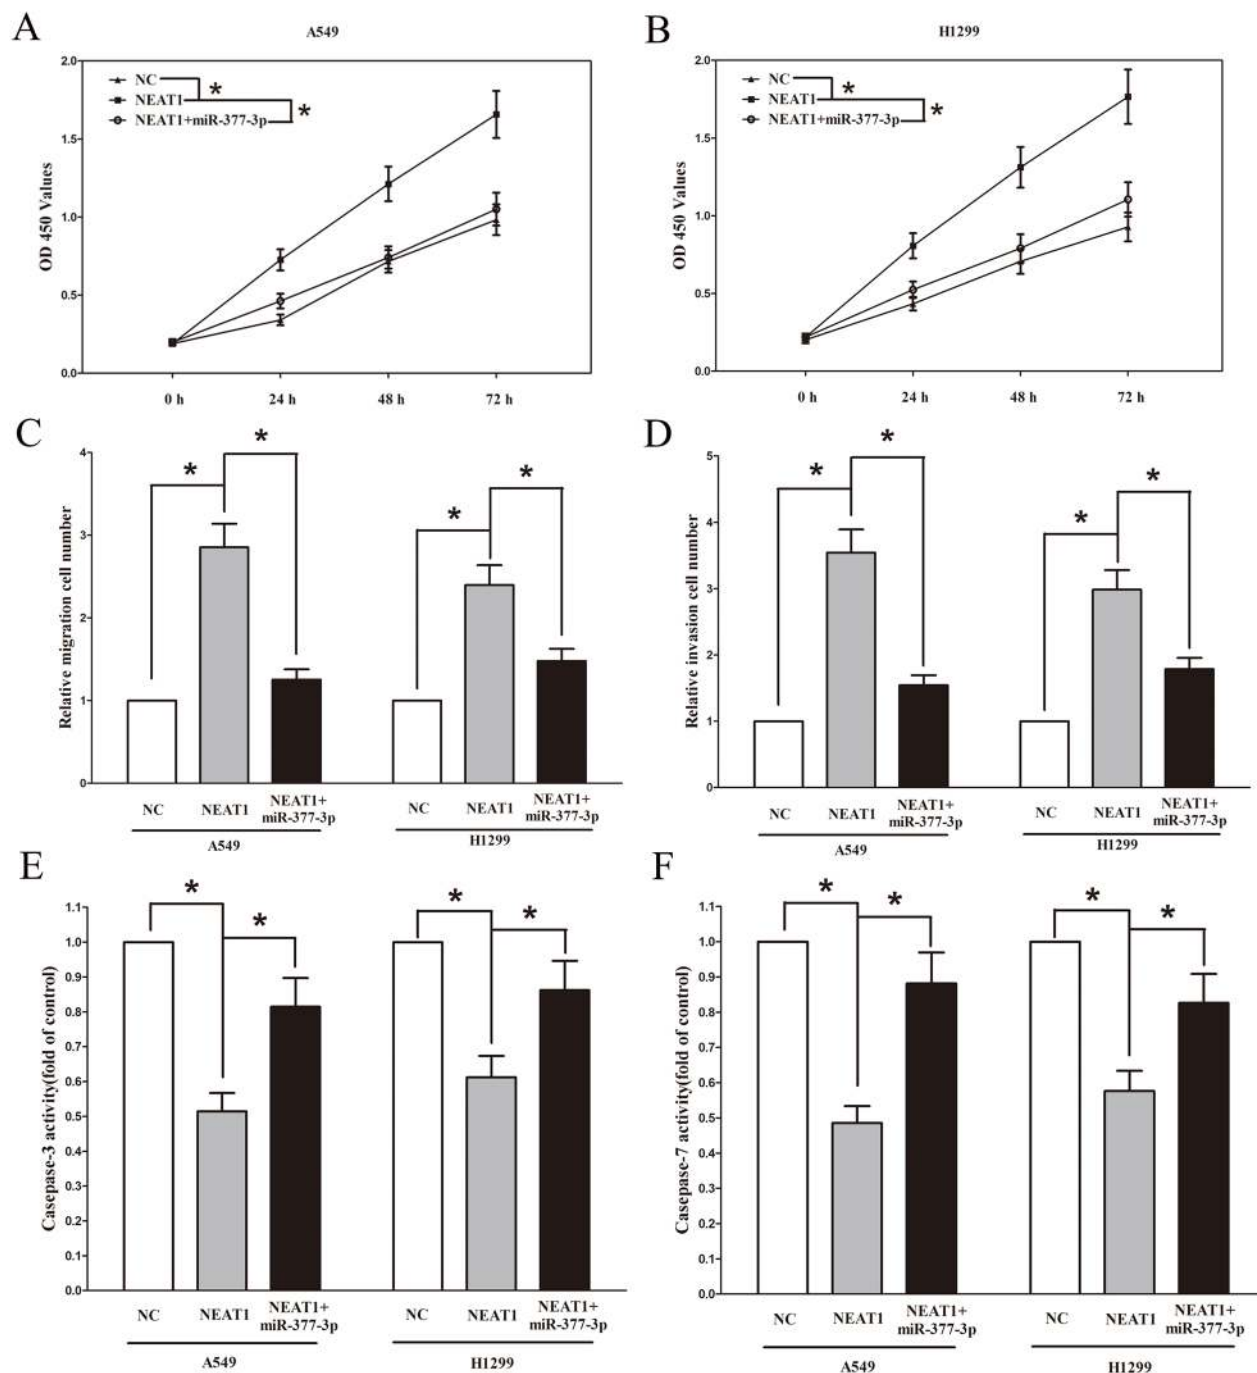 A
A549
2.0
1.5
1.0
0.5
0.0
OD 450 Values
NC
NEAT1
NEAT1+miR-377-3p
*
*
0 h 24 h 48 h 72 h
B
H1299
2.0
1.5
1.0
0.5
0.0
OD 450 Values
NC
NEAT1
NEAT1+miR-377-3p
*
*
0 h 24 h 48 h 72 h
C
4
3
2
1
0
Relative migration cell number
* * * *
NC NEAT1 NEAT1+
miR-377-3p
NC NEAT1 NEAT1+
miR-377-3p
A549 H1299
D
5
4
3
2
1
0
Relative invasion cell number
* * * *
NC NEAT1 NEAT1+
miR-377-3p
NC NEAT1 NEAT1+
miR-377-3p
A549 H1299
E
1.1
1.0
0.9
0.8
0.7
0.6
0.5
0.4
0.3
0.2
0.1
0.0
Casepase-3 activity(fold of control)
* * * *
NC NEAT1 NEAT1+
miR-377-3p
NC NEAT1 NEAT1+
miR-377-3p
A549 H1299
F
1.1
1.0
0.9
0.8
0.7
0.6
0.5
0.4
0.3
0.2
0.1
0.0
Casepase-7 activity(fold of control)
* * * *
NC NEAT1 NEAT1+
miR-377-3p
NC NEAT1 NEAT1+
miR-377-3p
A549 H1299